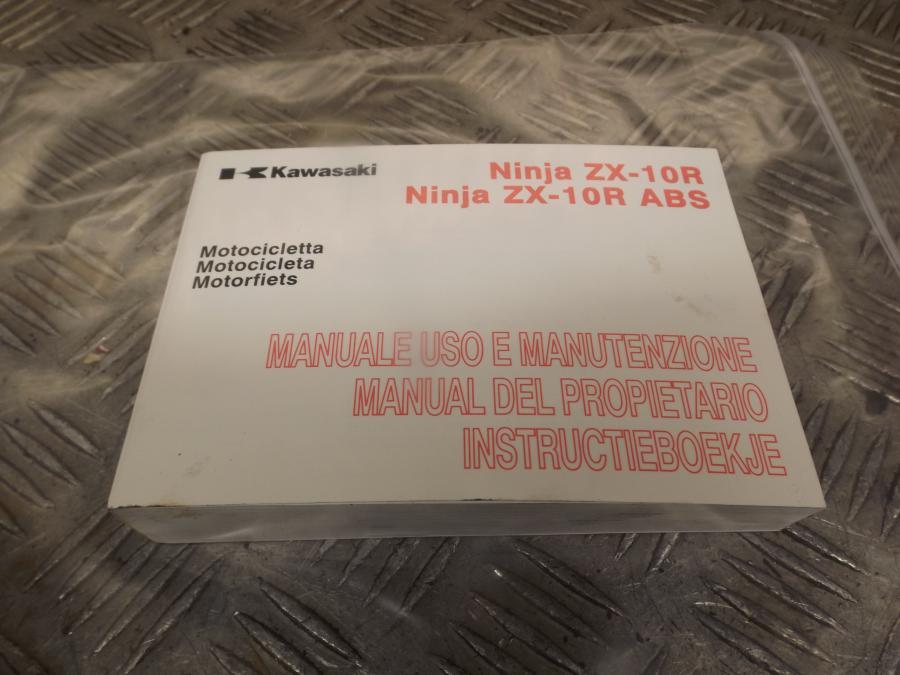 Kawasaki
Ninja ZX-10R
Ninja ZX-10R ABS
Motocicletta
Motocicleta
Motorfiets
MANUALE USO E MANUTENZIONE
MANUAL DEL PROPIETARIO
INSTRUCTIEBOEKJE